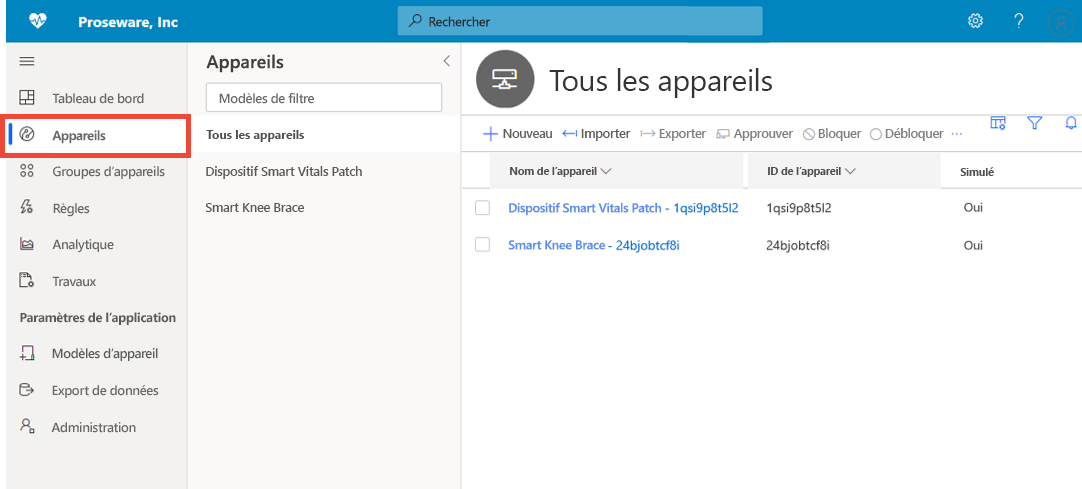 Proseware, Inc
Rechercher
?
Tableau de bord
Appareils
Groupes d'appareils
Règles
Analytique
Travaux
Paramètres de l'application
Modèles d'appareil
Export de données
Administration
Appareils
Modèles de filtre
Tous les appareils
Dispositif Smart Vitals Patch
Smart Knee Brace
Tous les appareils
Nouveau Importer Exporter Approuver Bloquer Débloquer ...
Nom de l'appareil ID de l'appareil Simulé
Dispositif Smart Vitals Patch - 1qsi9p8t5l2 1qsi9p8t5l2 Oui
Smart Knee Brace - 24bjobtcf8i 24bjobtcf8i Oui